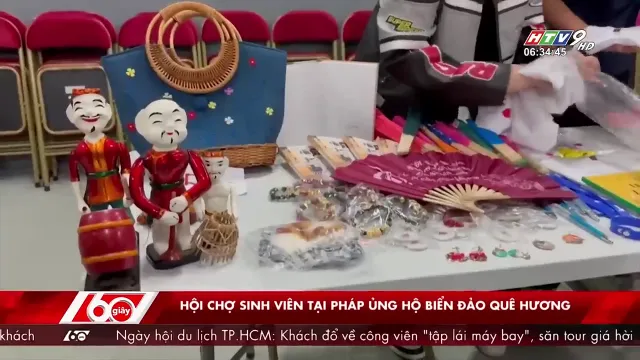 HTV9 HD
06:34:45
60 giây
HỘI CHỢ SINH VIÊN TẠI PHÁP ỦNG HỘ BIỂN ĐẢO QUÊ HƯƠNG
khách 60 Ngày hội du lịch TP.HCM: Khách đổ về công viên "tập lái máy bay", săn tour giá hời